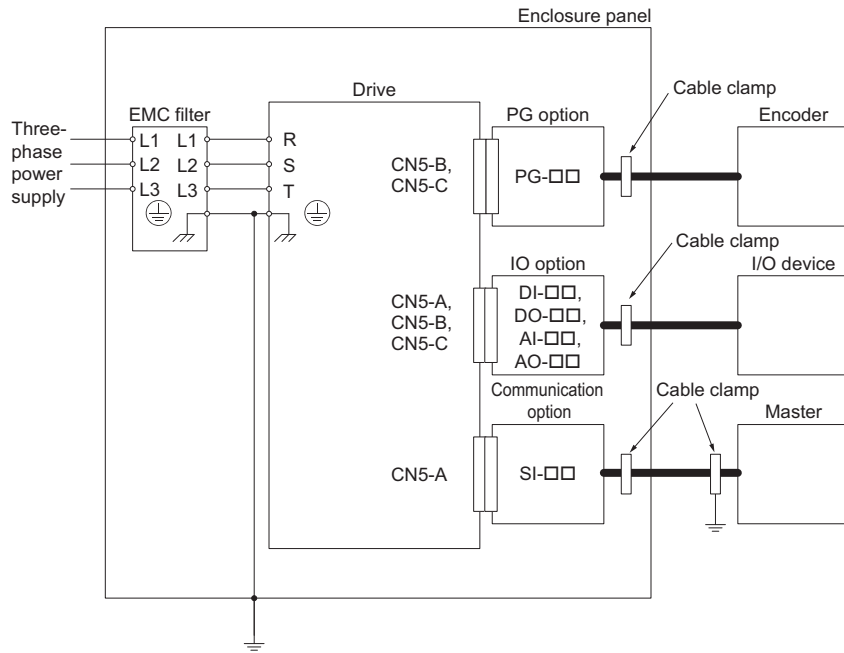 Enclosure panel
Drive
EMC filter
Three-
phase
power
supply
L1 L1
L2 L2
L3 L3
R
S
T
PG option
CN5-B,
CN5-C
PG-□□
Cable clamp
Encoder
IO option
CN5-A,
CN5-B,
CN5-C
DI-□□,
DO-□□,
AI-□□,
AO-□□
Cable clamp
I/O device
Communication
option
CN5-A
SI-□□
Cable clamp
Master